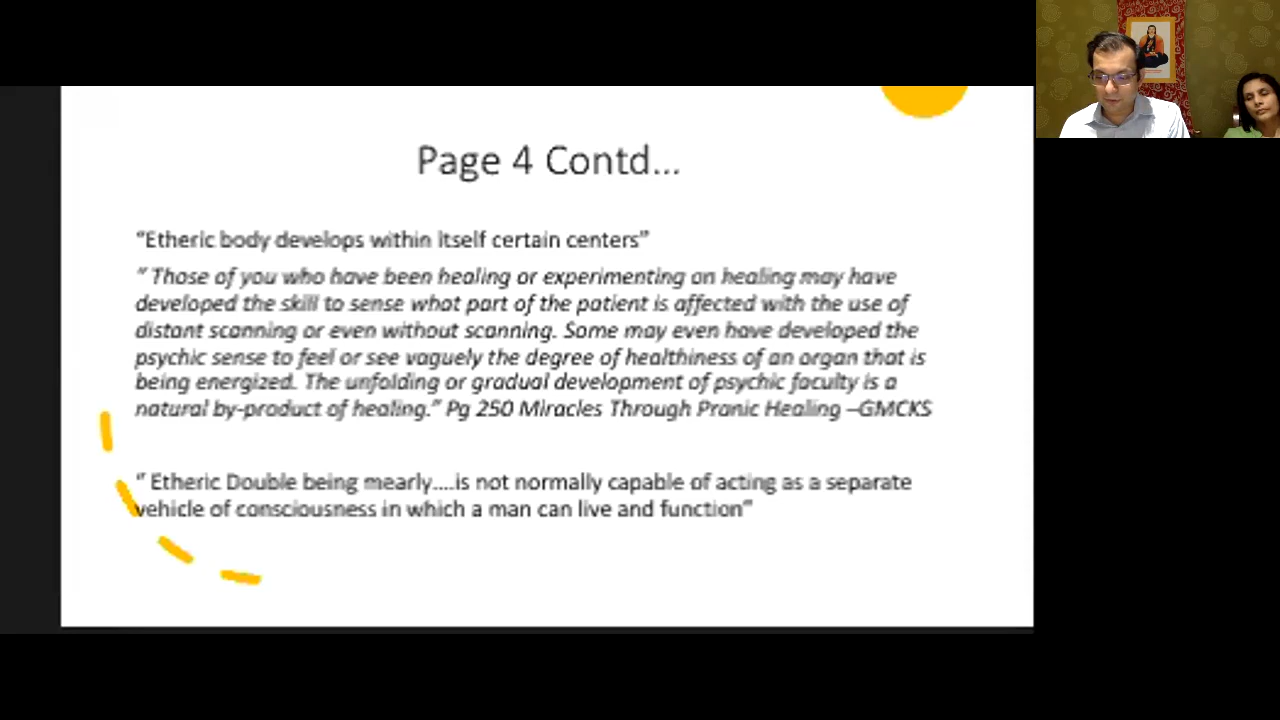 Page 4 Contd...
“Etheric body develops within itself certain centers”
“ Those of you who have been healing or experimenting on healing may have
developed the skill to sense what part of the patient is affected with the use of
distant scanning or even without scanning. Some may even have developed the
psychic sense to feel or see vaguely the degree of healthiness of an organ that is
being energized. The unfolding or gradual development of psychic faculty is a
natural by-product of healing.” Pg 250 Miracles Through Pranic Healing –GMCKS
“ Etheric Double being mearly....is not normally capable of acting as a separate
vehicle of consciousness in which a man can live and function”